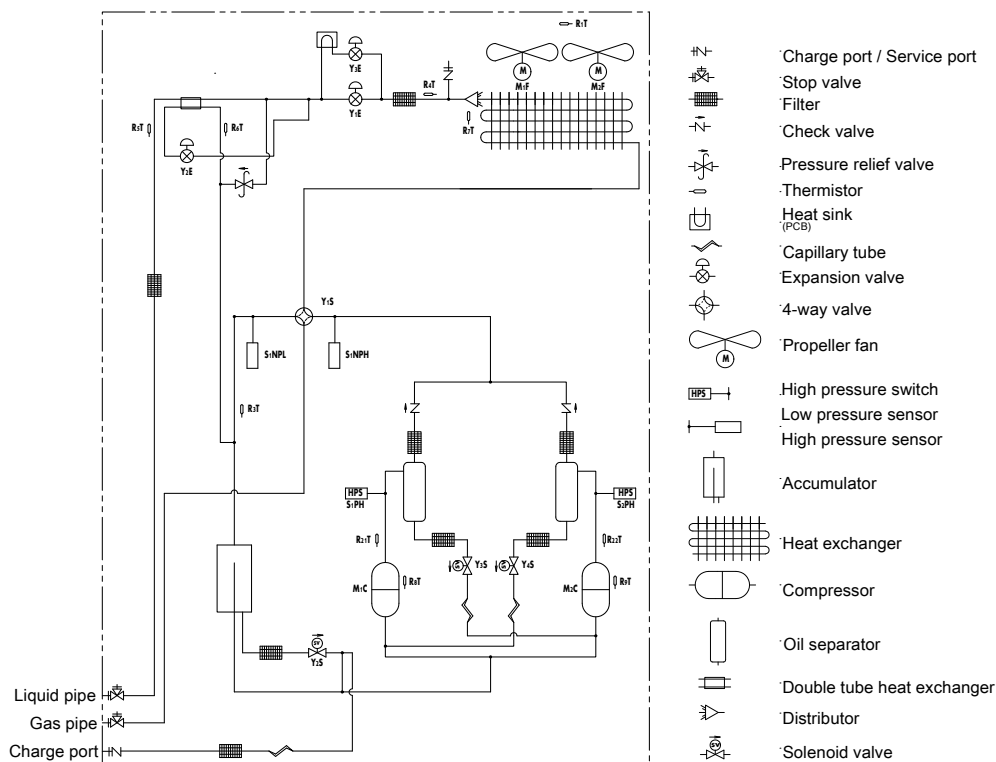 R1T
Y3E
M
M
R4T
M1F
M2F
Y1E
R5T
R6T
R7T
Y2E
Y1S
S1NPL
S1NPH
R3T
HPS
HPS
S1PH
S2PH
R21T
R22T
SV
Y3S
SV
Y4S
M1C
R8T
M2C
R9T
SV
Y2S
Liquid pipe
Gas pipe
Charge port
Charge port / Service port
Stop valve
Filter
Check valve
Pressure relief valve
Thermistor
Heat sink
(PCB)
Capillary tube
Expansion valve
4-way valve
Propeller fan
M
HPS
High pressure switch
Low pressure sensor
High pressure sensor
Accumulator
Heat exchanger
Compressor
Oil separator
Double tube heat exchanger
Distributor
SV
Solenoid valve